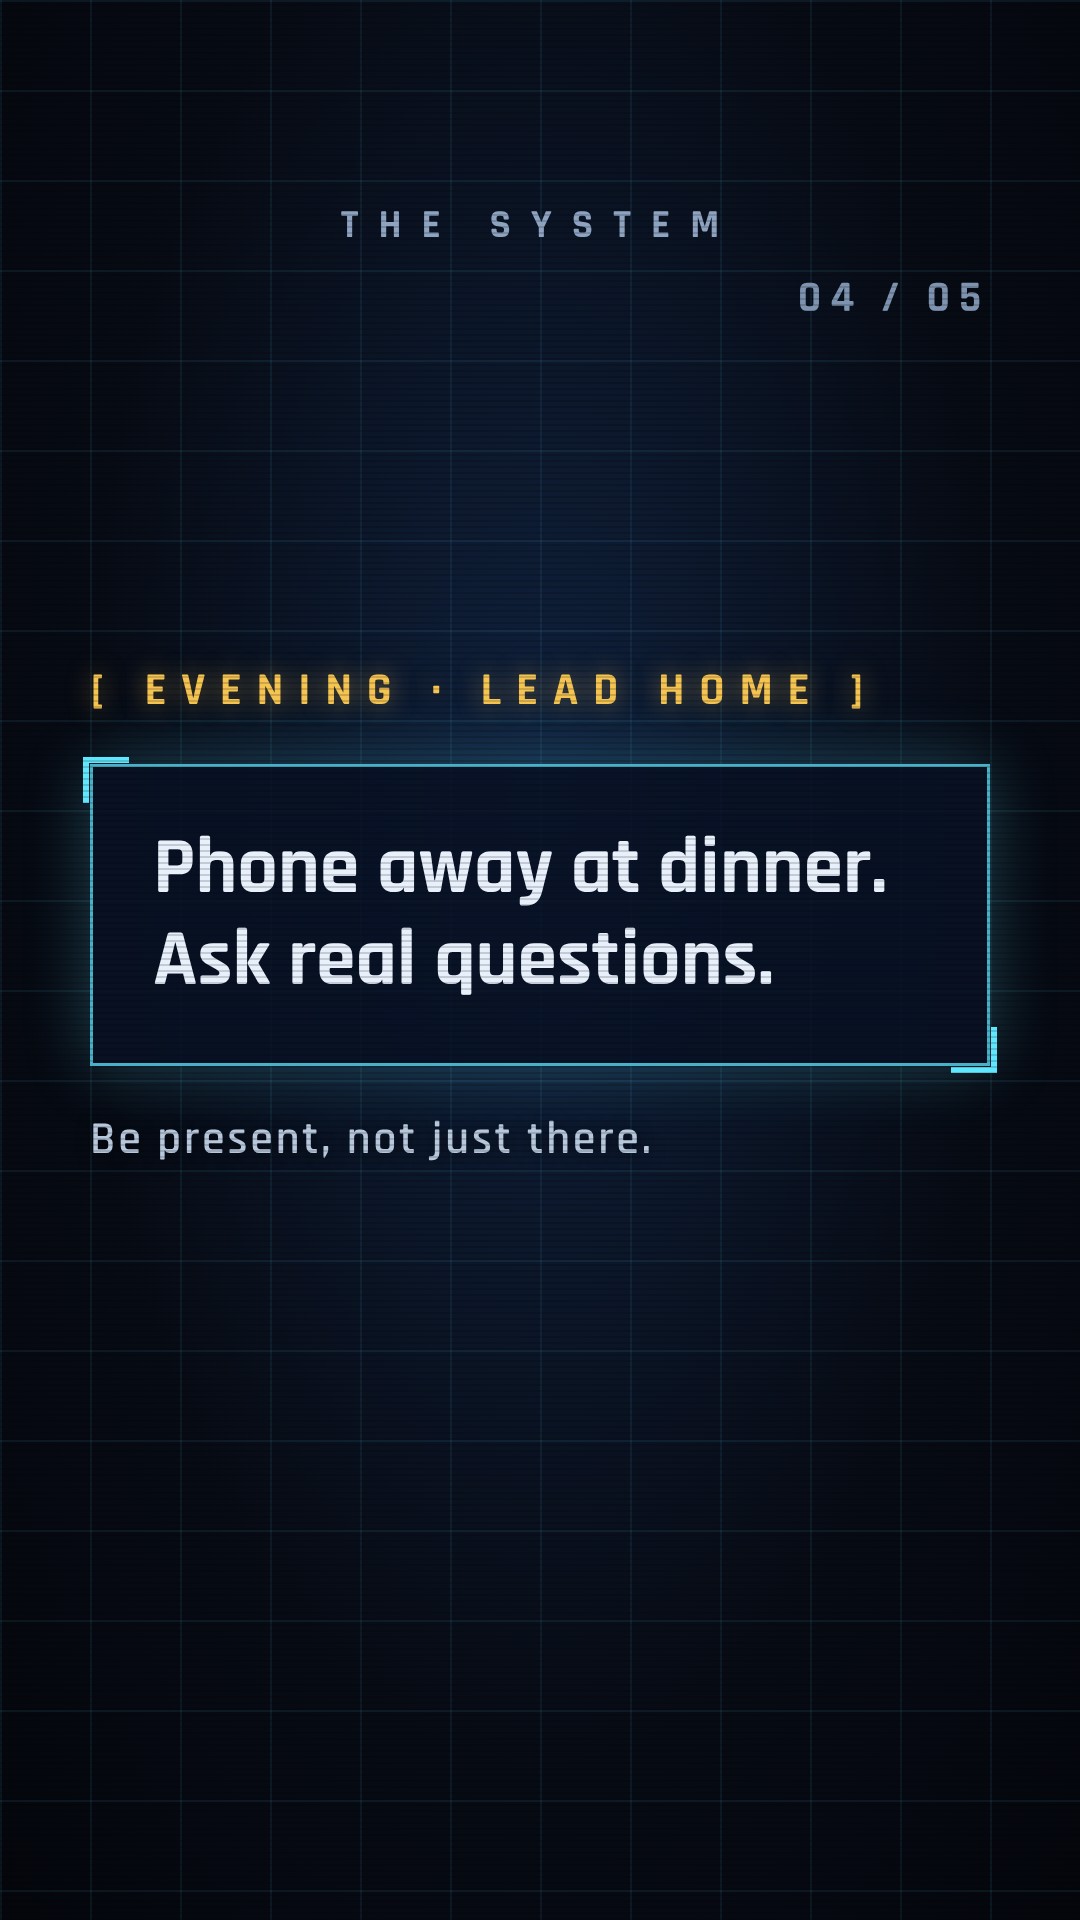 THE SYSTEM
04 / 05
[ EVENING · LEAD HOME ]
Phone away at dinner.
Ask real questions.
Be present, not just there.